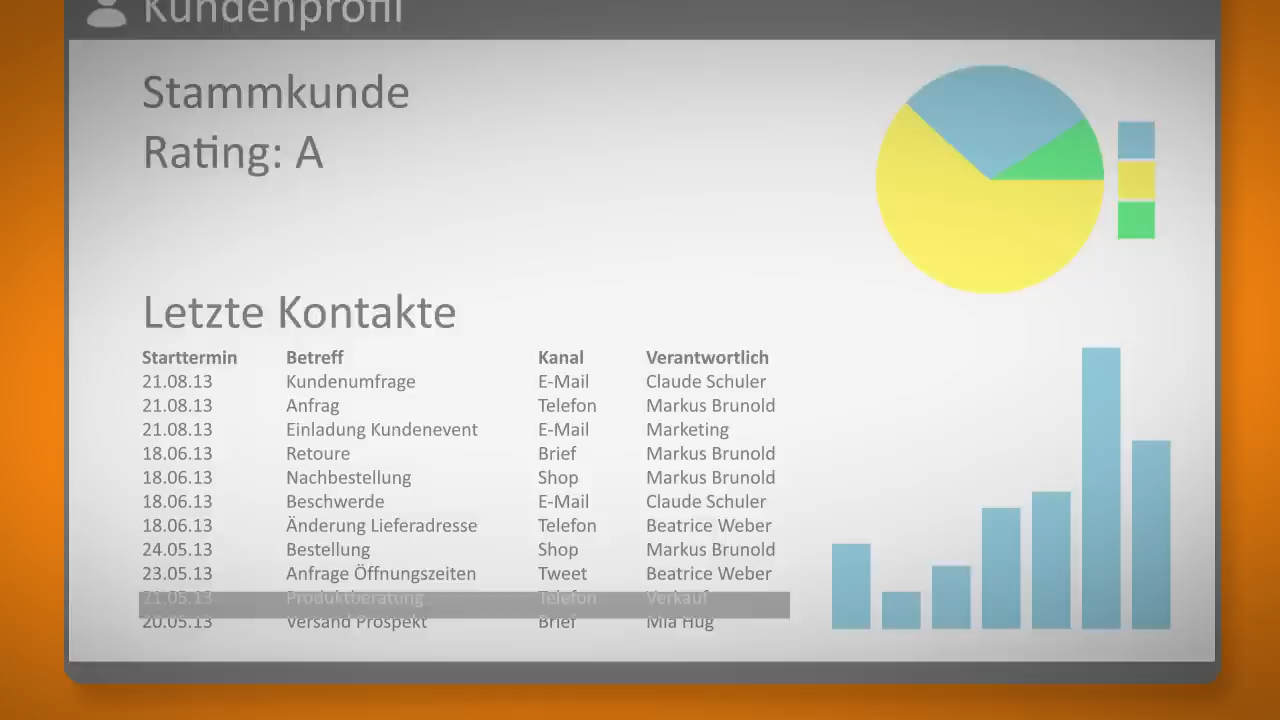 Kundenprofil
Stammkunde
Rating: A
Letzte Kontakte
Starttermin Betreff Kanal Verantwortlich
21.08.13 Kundenumfrage E-Mail Claude Schuler
21.08.13 Anfrag Telefon Markus Brunold
21.08.13 Einladung Kundenevent E-Mail Marketing
18.06.13 Retoure Brief Markus Brunold
18.06.13 Nachbestellung Shop Markus Brunold
18.06.13 Beschwerde E-Mail Claude Schuler
18.06.13 Änderung Lieferadresse Telefon Beatrice Weber
24.05.13 Bestellung Shop Markus Brunold
23.05.13 Anfrage Öffnungszeiten Tweet Beatrice Weber
21.05.13 Produktberatung Telefon Verkauf
20.05.13 Versand Prospekt Brief Mia Hug